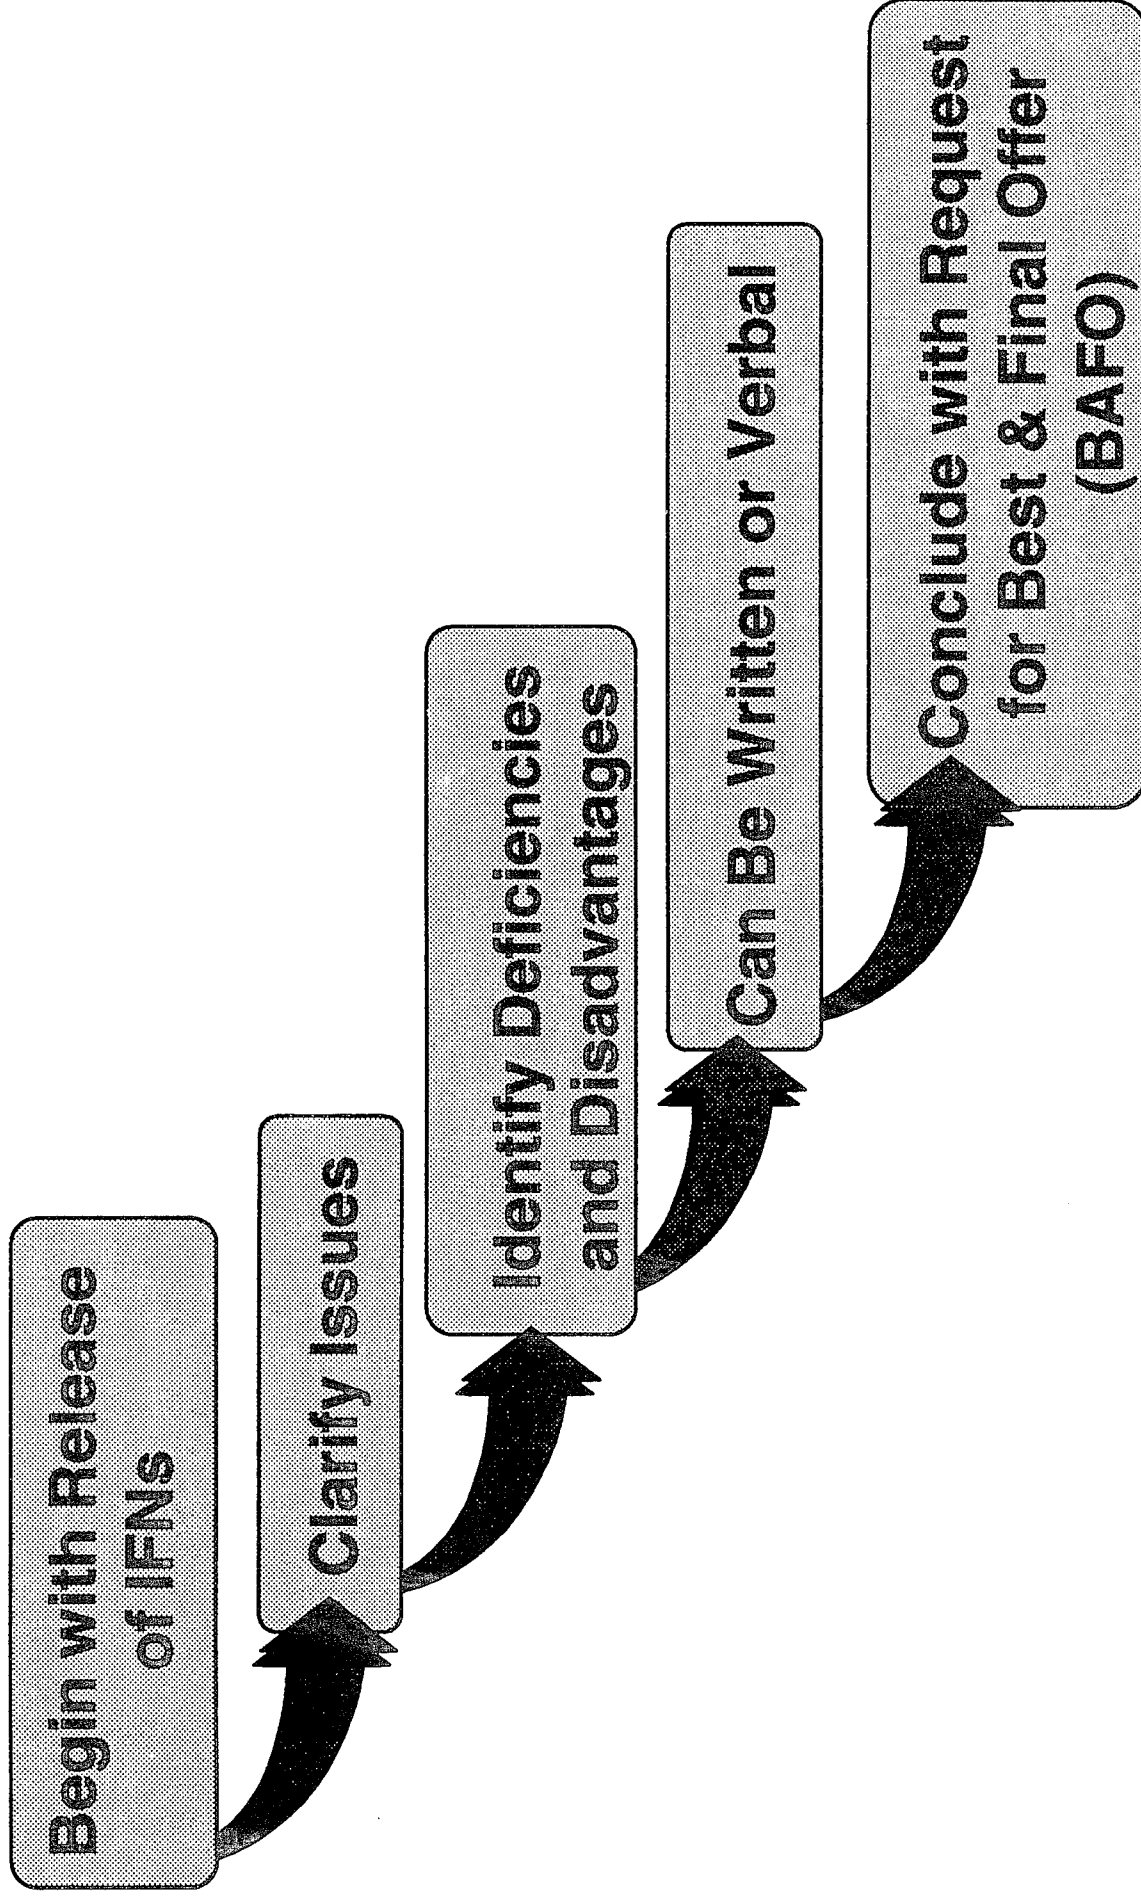 Begin with Release
of IFNs
Clarify Issues
Identify Deficiencies
and Disadvantages
Can Be Written or Verbal
Conclude with Request
for Best & Final Offer
(BAFO)